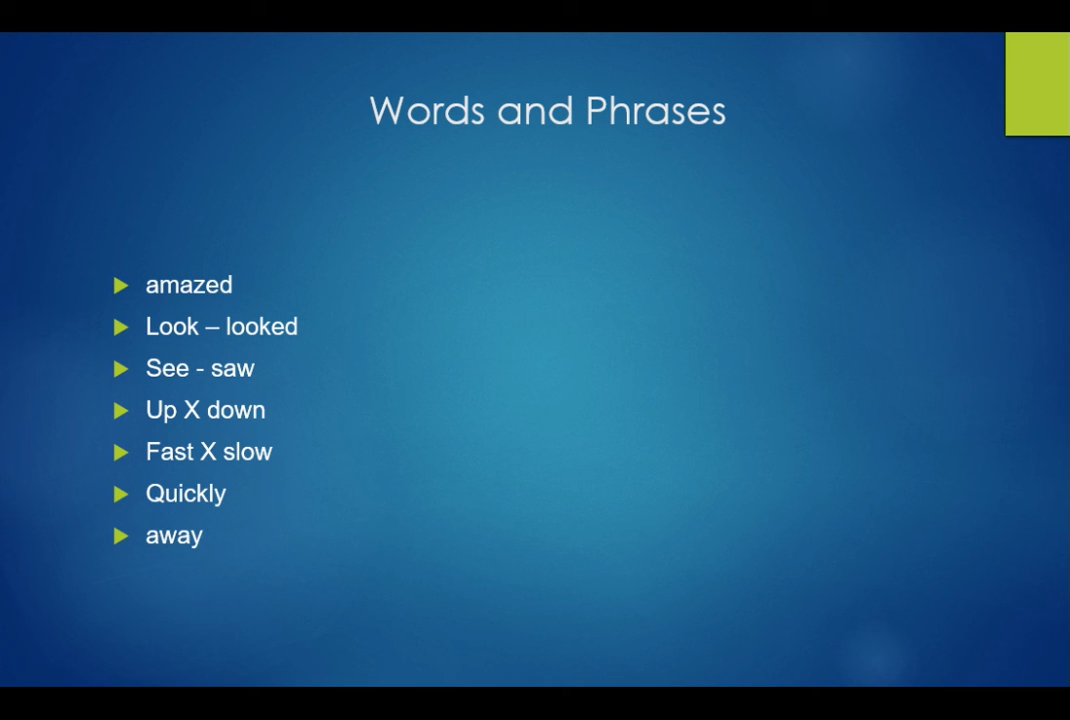 Words and Phrases
amazed
Look – looked
See - saw
Up X down
Fast X slow
Quickly
away